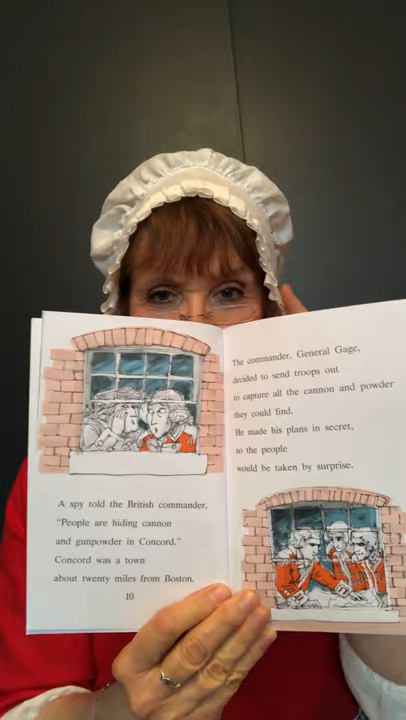 A spy told the British commander,
"People are hiding cannon
and gunpowder in Concord."
Concord was a town
about twenty miles from Boston.
10
The commander, General Gage,
decided to send troops out
to capture all the cannon and powder
they could find.
He made his plans in secret,
so the people
would be taken by surprise.